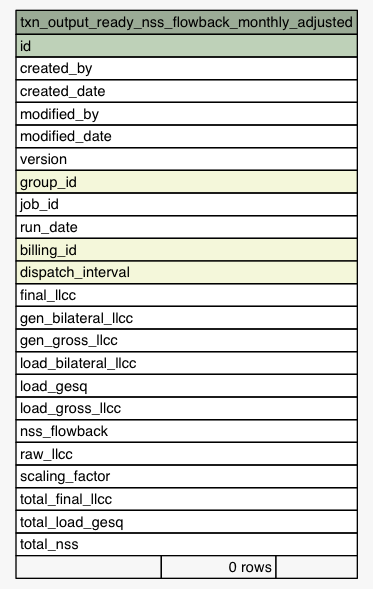 txn_output_ready_nss_flowback_monthly_adjusted
id
created_by
created_date
modified_by
modified_date
version
group_id
job_id
run_date
billing_id
dispatch_interval
final_llcc
gen_bilateral_llcc
gen_gross_llcc
load_bilateral_llcc
load_gesq
load_gross_llcc
nss_flowback
raw_llcc
scaling_factor
total_final_llcc
total_load_gesq
total_nss
0 rows